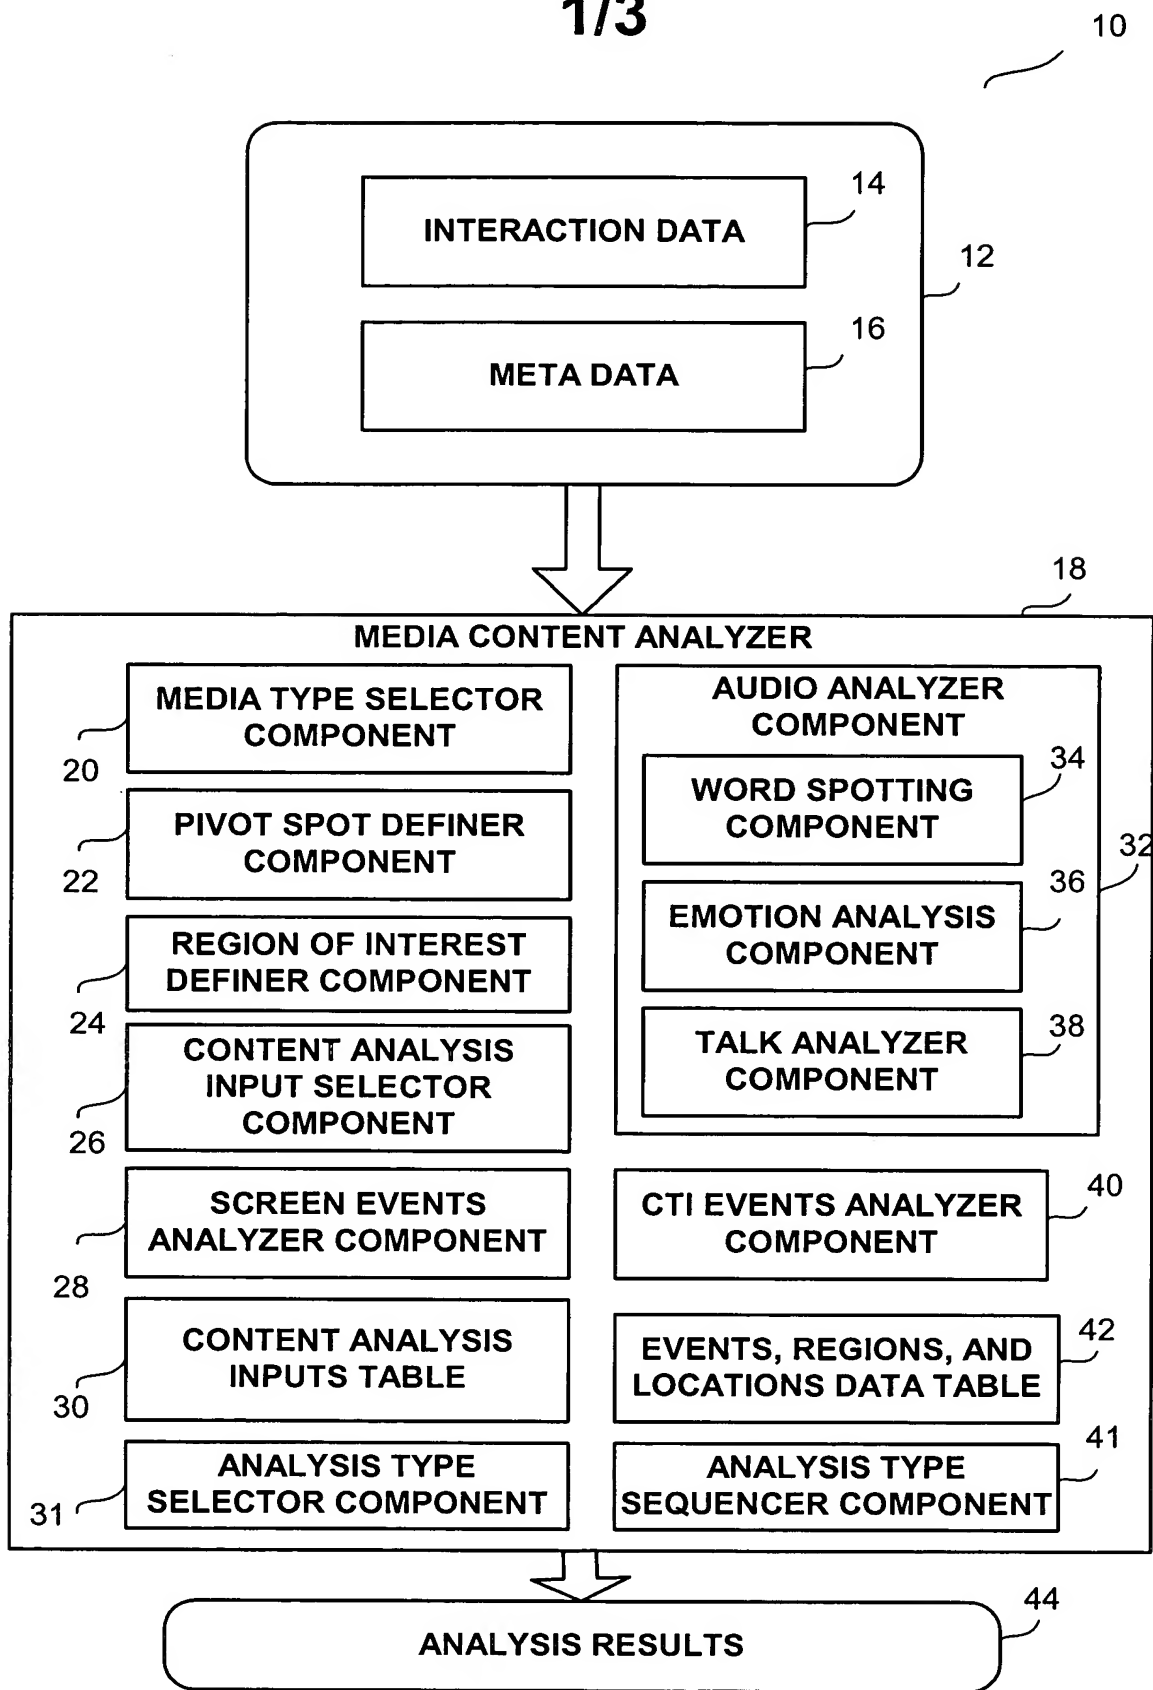 1/3
10
14
INTERACTION DATA
12
16
META DATA
18
MEDIA CONTENT ANALYZER
MEDIA TYPE SELECTOR
COMPONENT
20
PIVOT SPOT DEFINER
COMPONENT
22
REGION OF INTEREST
DEFINER COMPONENT
24
CONTENT ANALYSIS
INPUT SELECTOR
COMPONENT
26
SCREEN EVENTS
ANALYZER COMPONENT
28
CONTENT ANALYSIS
INPUTS TABLE
30
ANALYSIS TYPE
SELECTOR COMPONENT
31
AUDIO ANALYZER
COMPONENT
34
WORD SPOTTING
COMPONENT
32
36
EMOTION ANALYSIS
COMPONENT
38
TALK ANALYZER
COMPONENT
40
CTI EVENTS ANALYZER
COMPONENT
42
EVENTS, REGIONS, AND
LOCATIONS DATA TABLE
41
ANALYSIS TYPE
SEQUENCER COMPONENT
44
ANALYSIS RESULTS